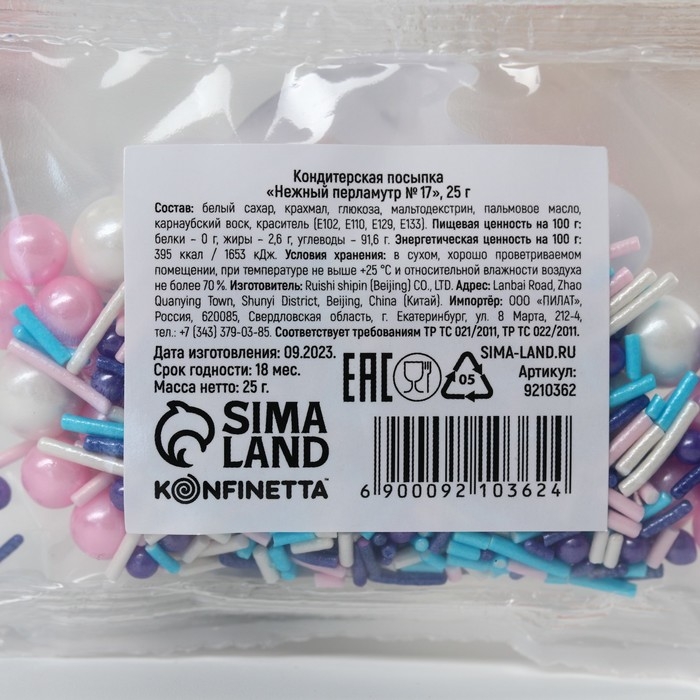 Кондитерская посыпка
«Нежный перламутр № 17», 25 г
Состав: белый сахар, крахмал, глюкоза, мальтодекстрин, пальмовое масло,
карнаубский воск, краситель (E102, E110, E129, E133). Пищевая ценность на 100 г:
белки – 0 г, жиры – 2,6 г, углеводы – 91,6 г. Энергетическая ценность на 100 г:
395 ккал / 1653 кДж. Условия хранения: в сухом, хорошо проветриваемом
помещении, при температуре не выше +25 °С и относительной влажности воздуха
не более 70 %. Изготовитель: Ruishi shipin (Beijing) CO., LTD. Адрес: Lanbai Road, Zhao
Quanying Town, Shunyi District, Beijing, China (Китай). Импортёр: ООО «ПИЛАТ»,
Россия, 620085, Свердловская область, г. Екатеринбург, ул. 8 Марта, 212-4,
тел.: +7 (343) 379-03-85. Соответствует требованиям ТР ТС 021/2011, ТР ТС 022/2011.
Дата изготовления: 09.2023.
Срок годности: 18 мес.
Масса нетто: 25 г.
EAC
05
SIMA-LAND.RU
Артикул:
9210362
SIMA
LAND
KONFINETTA
6 900092 103624